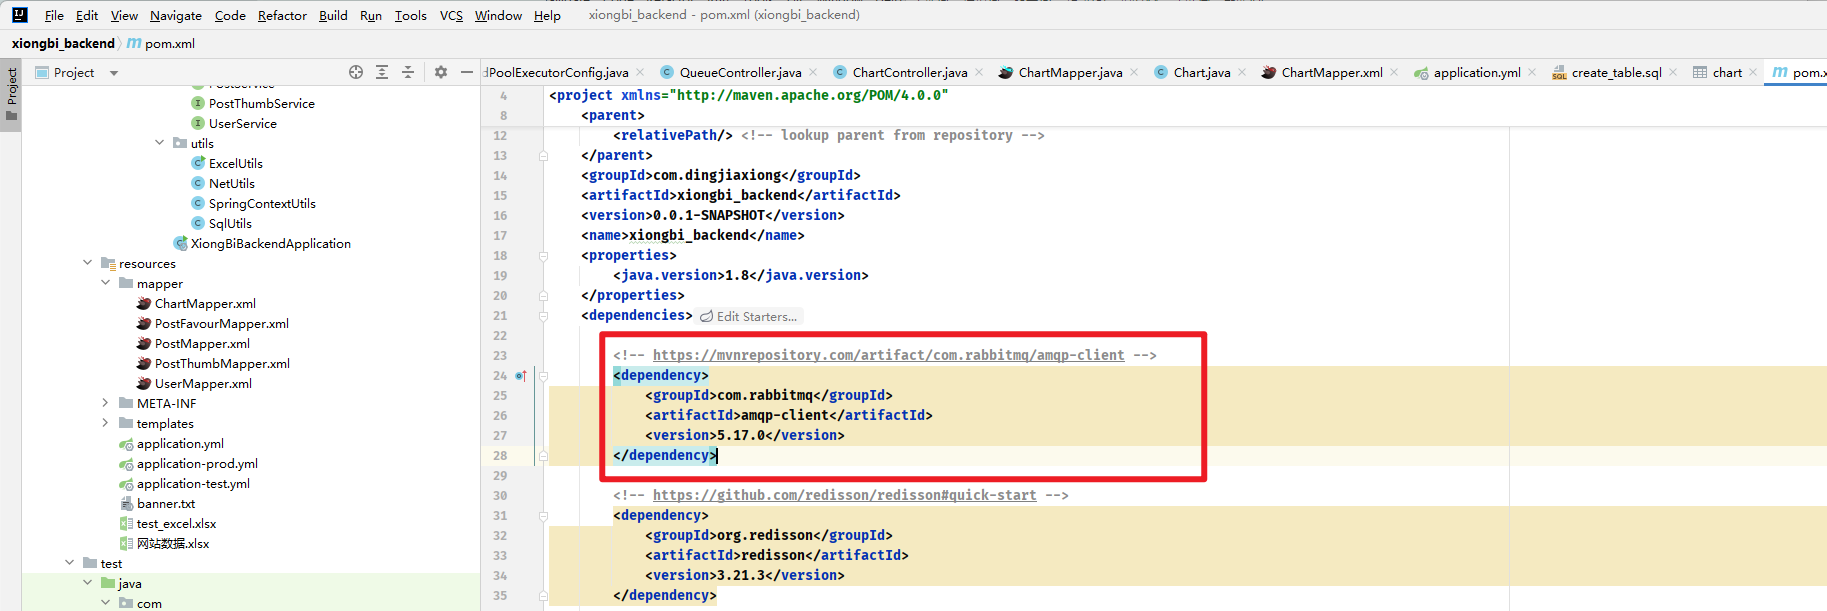 File Edit View Navigate Code Refactor Build Run Tools VCS Window Help xiongbi_backend - pom.xml (xiongbi_backend)
xiongbi_backend pom.xml
Project
Project
dPoolExecutorConfig.java QueueController.java ChartController.java ChartMapper.java Chart.java ChartMapper.xml application.yml create_table.sql chart pom.x
PostService
PostThumbService
UserService
utils
ExcelUtils
NetUtils
SpringContextUtils
SqlUtils
XiongBiBackendApplication
resources
mapper
ChartMapper.xml
PostFavourMapper.xml
PostMapper.xml
PostThumbMapper.xml
UserMapper.xml
META-INF
templates
application.yml
application-prod.yml
application-test.yml
banner.txt
test_excel.xlsx
网站数据.xlsx
test
java
com
4 <project xmlns="http://maven.apache.org/POM/4.0.0"
8 <parent>
12 <relativePath/> <!-- lookup parent from repository -->
13 </parent>
14 <groupId>com.dingjiaxiong</groupId>
15 <artifactId>xiongbi_backend</artifactId>
16 <version>0.0.1-SNAPSHOT</version>
17 <name>xiongbi_backend</name>
18 <properties>
19 <java.version>1.8</java.version>
20 </properties>
21 <dependencies> Edit Starters...
22
23 <!-- https://mvnrepository.com/artifact/com.rabbitmq/amqp-client -->
24 <dependency>
25 <groupId>com.rabbitmq</groupId>
26 <artifactId>amqp-client</artifactId>
27 <version>5.17.0</version>
28 </dependency>
29
30 <!-- https://github.com/redisson/redisson#quick-start -->
31 <dependency>
32 <groupId>org.redisson</groupId>
33 <artifactId>redisson</artifactId>
34 <version>3.21.3</version>
35 </dependency>